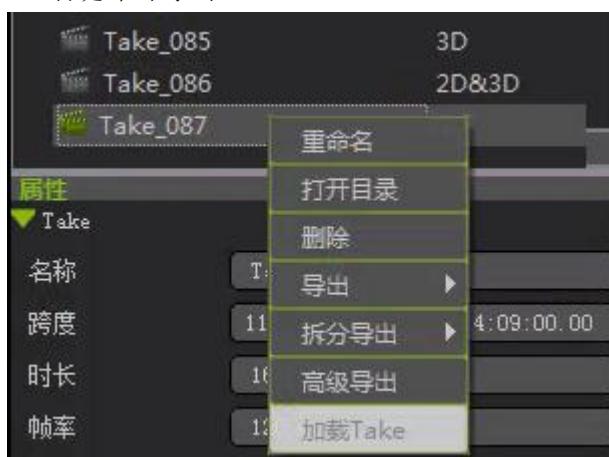 Take_085 3D
Take_086 2D&3D
Take_087
重命名
属性
打开目录
Take
删除
名称
导出
跨度 11 4:09:00.00
拆分导出
时长
高级导出
帧率
加载Take